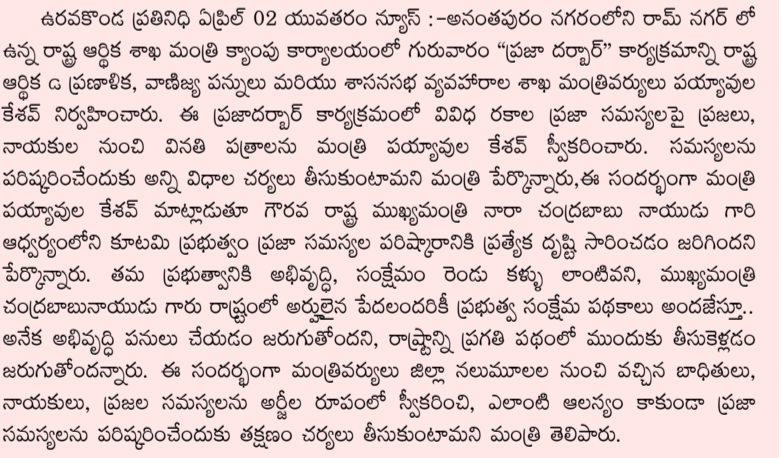 ఉరవకొండ ప్రతినిధి ఏప్రిల్ 02 యువతరం న్యూస్ :-అనంతపురం నగరంలోని రామ్ నగర్ లో
ఉన్న రాష్ట్ర ఆర్థిక శాఖ మంత్రి క్యాంపు కార్యాలయంలో గురువారం “ప్రజా దర్బార్” కార్యక్రమాన్ని రాష్ట్ర
ఆర్థిక డ ప్రణాళిక, వాణిజ్య పన్నులు మరియు శాసనసభ వ్యవహారాల శాఖ మంత్రివర్యులు పయ్యావుల
కేశవ్ నిర్వహించారు. ఈ ప్రజాదర్బార్ కార్యక్రమంలో వివిధ రకాల ప్రజా సమస్యలపై ప్రజలు,
నాయకుల నుంచి వినతి పత్రాలను మంత్రి పయ్యావుల కేశవ్ స్వీకరించారు. సమస్యలను
పరిష్కరించేందుకు అన్ని విధాల చర్యలు తీసుకుంటామని మంత్రి పేర్కొన్నారు,ఈ సందర్భంగా మంత్రి
పయ్యావుల కేశవ్ మాట్లాడుతూ గౌరవ రాష్ట్ర ముఖ్యమంత్రి నారా చంద్రబాబు నాయుడు గారి
ఆధ్వర్యంలోని కూటమి ప్రభుత్వం ప్రజా సమస్యల పరిష్కారానికి ప్రత్యేక దృష్టి సారించడం జరిగిందని
పేర్కొన్నారు. తమ ప్రభుత్వానికి అభివృద్ధి, సంక్షేమం రెండు కళ్ళు లాంటివని, ముఖ్యమంత్రి
చంద్రబాబునాయుడు గారు రాష్ట్రంలో అర్హులైన పేదలందరికీ ప్రభుత్వ సంక్షేమ పథకాలు అందజేస్తూ..
అనేక అభివృద్ధి పనులు చేయడం జరుగుతోందని, రాష్ట్రాన్ని ప్రగతి పథంలో ముందుకు తీసుకెళ్లడం
జరుగుతోందన్నారు. ఈ సందర్భంగా మంత్రివర్యులు జిల్లా నలుమూలల నుంచి వచ్చిన బాధితులు,
నాయకులు, ప్రజల సమస్యలను అర్జీల రూపంలో స్వీకరించి, ఎలాంటి ఆలస్యం కాకుండా ప్రజా
సమస్యలను పరిష్కరించేందుకు తక్షణం చర్యలు తీసుకుంటామని మంత్రి తెలిపారు.